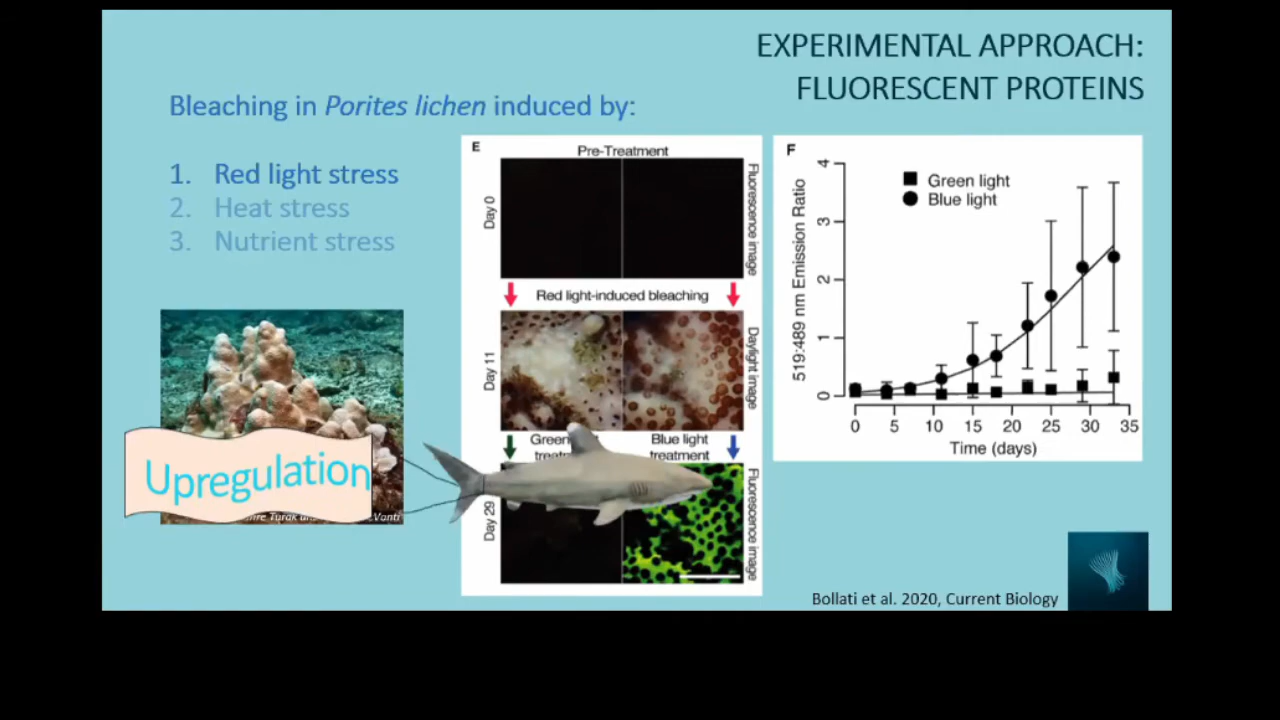 EXPERIMENTAL APPROACH:
FLUORESCENT PROTEINS
Bleaching in Porites lichen induced by:
1. Red light stress
2. Heat stress
3. Nutrient stress
Upregulation
Turak
Vanti
E
Pre-Treatment
Day 0
Fluorescence image
Red light-induced bleaching
Day 11
Daylight image
Green
Blue light
treatment
Day 29
Fluorescence image
F
Green light
Blue light
519:489 nm Emission Ratio
4
3
2
1
0
0 5 10 15 20 25 30 35
Time (days)
Bollati et al. 2020, Current Biology